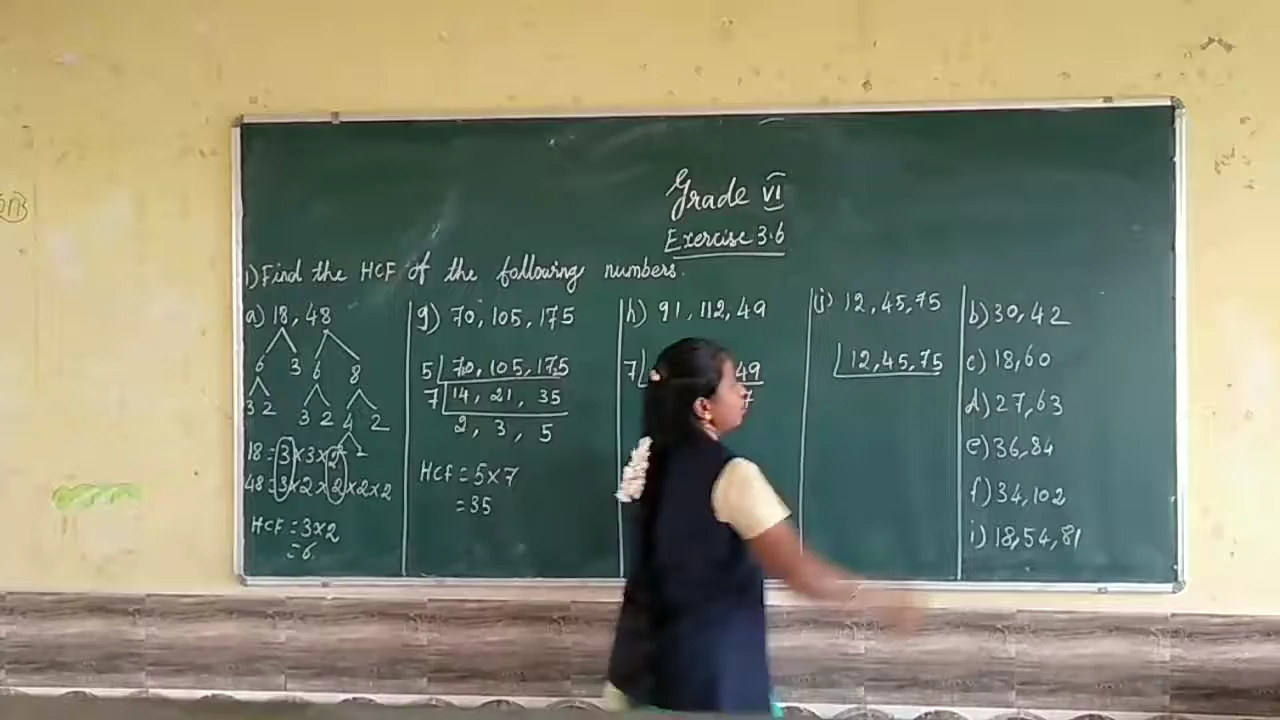 Grade VI
Exercise 3.6
1) Find the HCF of the following numbers.
a) 18, 48
6 3 6 8
3 2 3 2 4 2
2 2
18 = 3×3×2
48 = 3×2×2×2×2
HCF = 3×2
= 6
g) 70, 105, 175
5 | 70, 105, 175
7 | 14, 21, 35
2, 3, 5
HCF = 5×7
= 35
h) 91, 112, 49
7 | 49
7
j) 12, 45, 75
12, 45, 75
b) 30, 42
c) 18, 60
d) 27, 63
e) 36, 84
f) 34, 102
i) 18, 54, 81